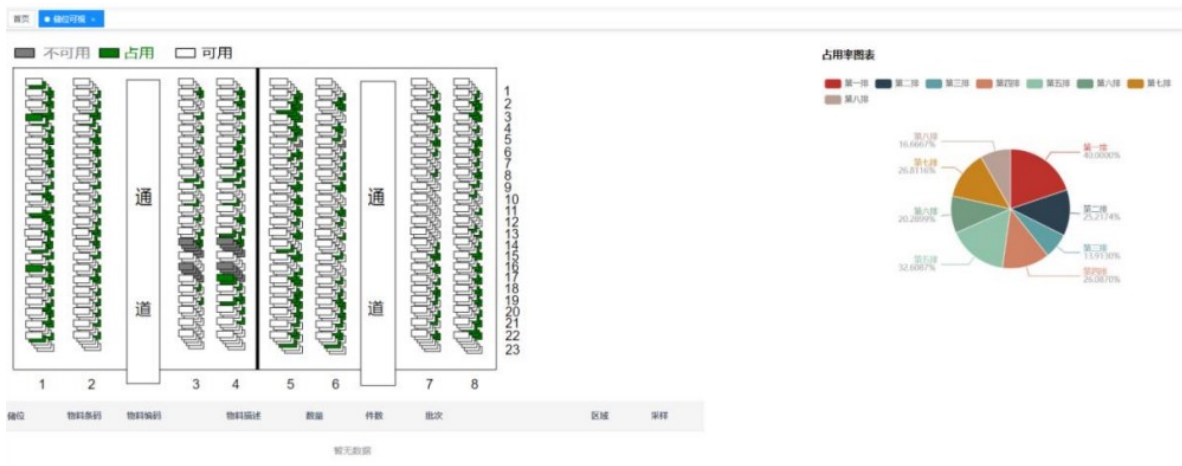 首页 储位可视 ×
不可用 占用 可用
占用率图表
第一排 第二排 第三排 第四排 第五排 第六排 第七排
第八排
1
2
3
4
5
6
7
8
9
10
11
12
13
14
15
16
17
18
19
20
21
22
23
通 道
通 道
1 2 3 4 5 6 7 8
第八排
16.6667%
第一排
40.0000%
第七排
26.8116%
第二排
25.2174%
第六排
20.2899%
第三排
13.9130%
第五排
32.6087%
第四排
26.0870%
储位 物料条码 物料编码 物料描述 数量 件数 批次 区域 采样
暂无数据